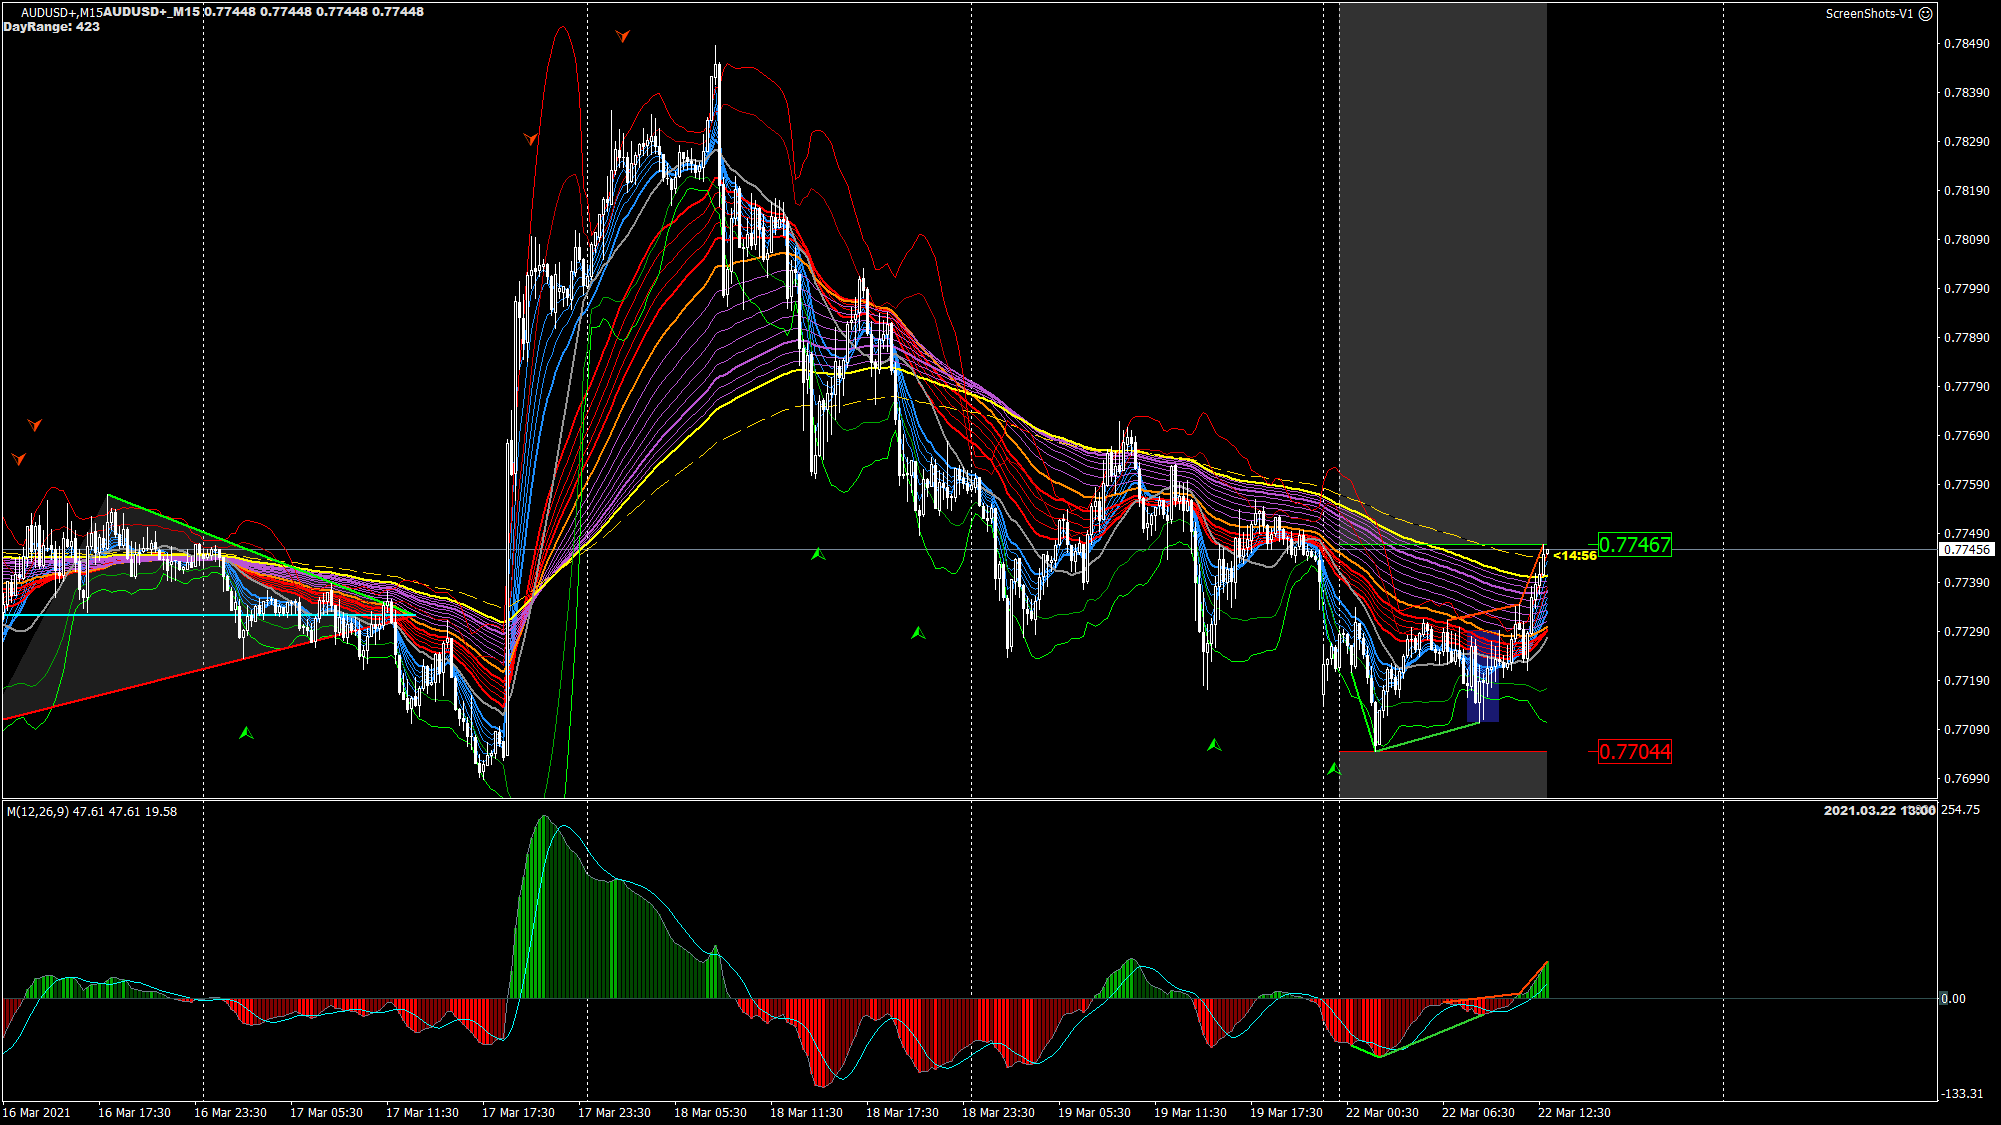 AUDUSD+,M15AUDUSD+_M15 0.77448 0.77448 0.77448 0.77448
DayRange: 423
ScreenShots-V1 ☺
0.78490
0.78390
0.78290
0.78190
0.78090
0.77990
0.77890
0.77790
0.77690
0.77590
0.77490
0.77467
0.77456
<14:56
0.77390
0.77290
0.77190
0.77090
0.77044
0.76990
M(12,26,9) 47.61 47.61 19.58
2021.03.22 13:00
254.75
0.00
-133.31
16 Mar 2021
16 Mar 17:30
16 Mar 23:30
17 Mar 05:30
17 Mar 11:30
17 Mar 17:30
17 Mar 23:30
18 Mar 05:30
18 Mar 11:30
18 Mar 17:30
18 Mar 23:30
19 Mar 05:30
19 Mar 11:30
19 Mar 17:30
22 Mar 00:30
22 Mar 06:30
22 Mar 12:30